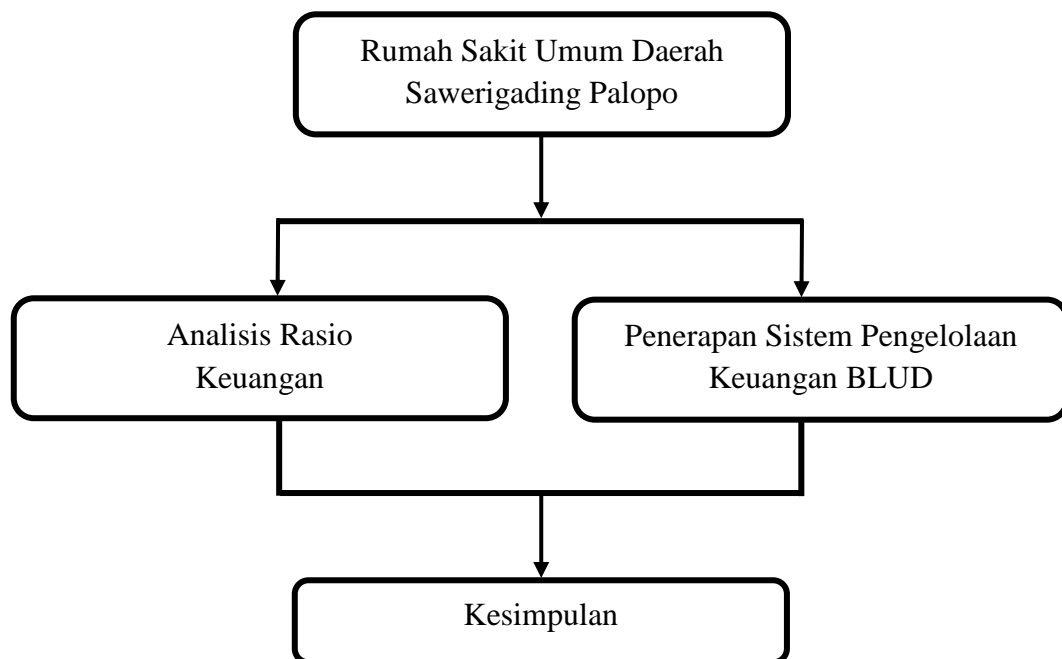 Rumah Sakit Umum Daerah
Sawerigading Palopo
Analisis Rasio
Keuangan
Penerapan Sistem Pengelolaan
Keuangan BLUD
Kesimpulan